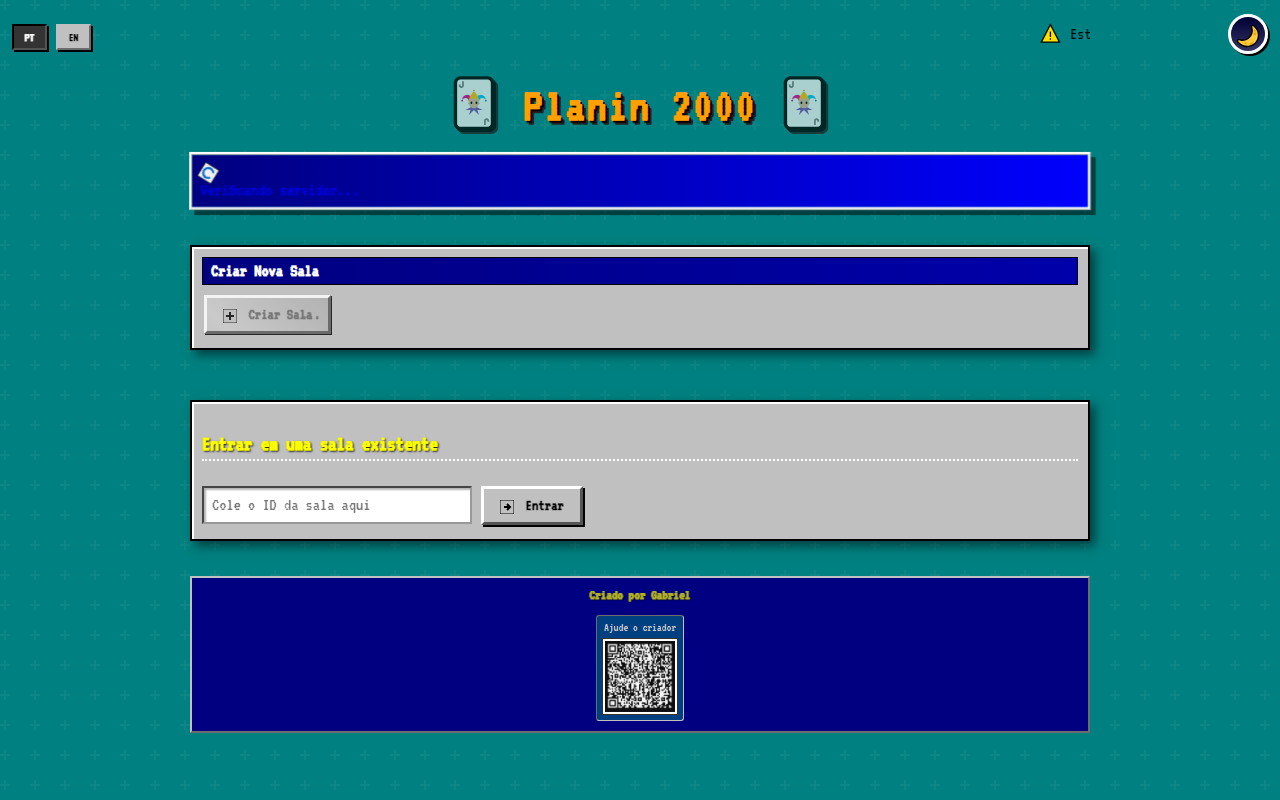 PT
EN
Est
Planin 2000
Verificando servidor...
Criar Nova Sala
Criar Sala.
Entrar em uma sala existente
Cole o ID da sala aqui
Entrar
Criado por Gabriel
Ajude o criador